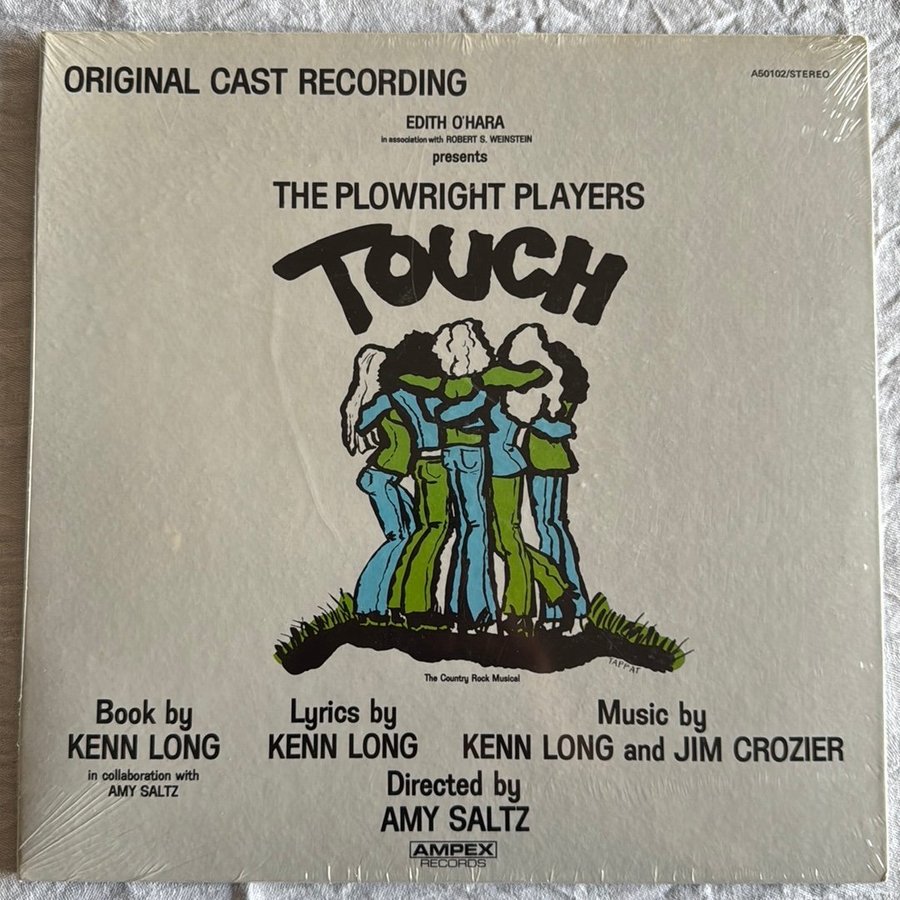 ORIGINAL CAST RECORDING
A50102/STEREO
EDITH O'HARA
in association with ROBERT S. WEINSTEIN
presents
THE PLOWRIGHT PLAYERS
TOUCH
TAPPAT
The Country Rock Musical
Book by
KENN LONG
in collaboration with
AMY SALTZ
Lyrics by
KENN LONG
Music by
KENN LONG and JIM CROZIER
Directed by
AMY SALTZ
AMPEX
RECORDS